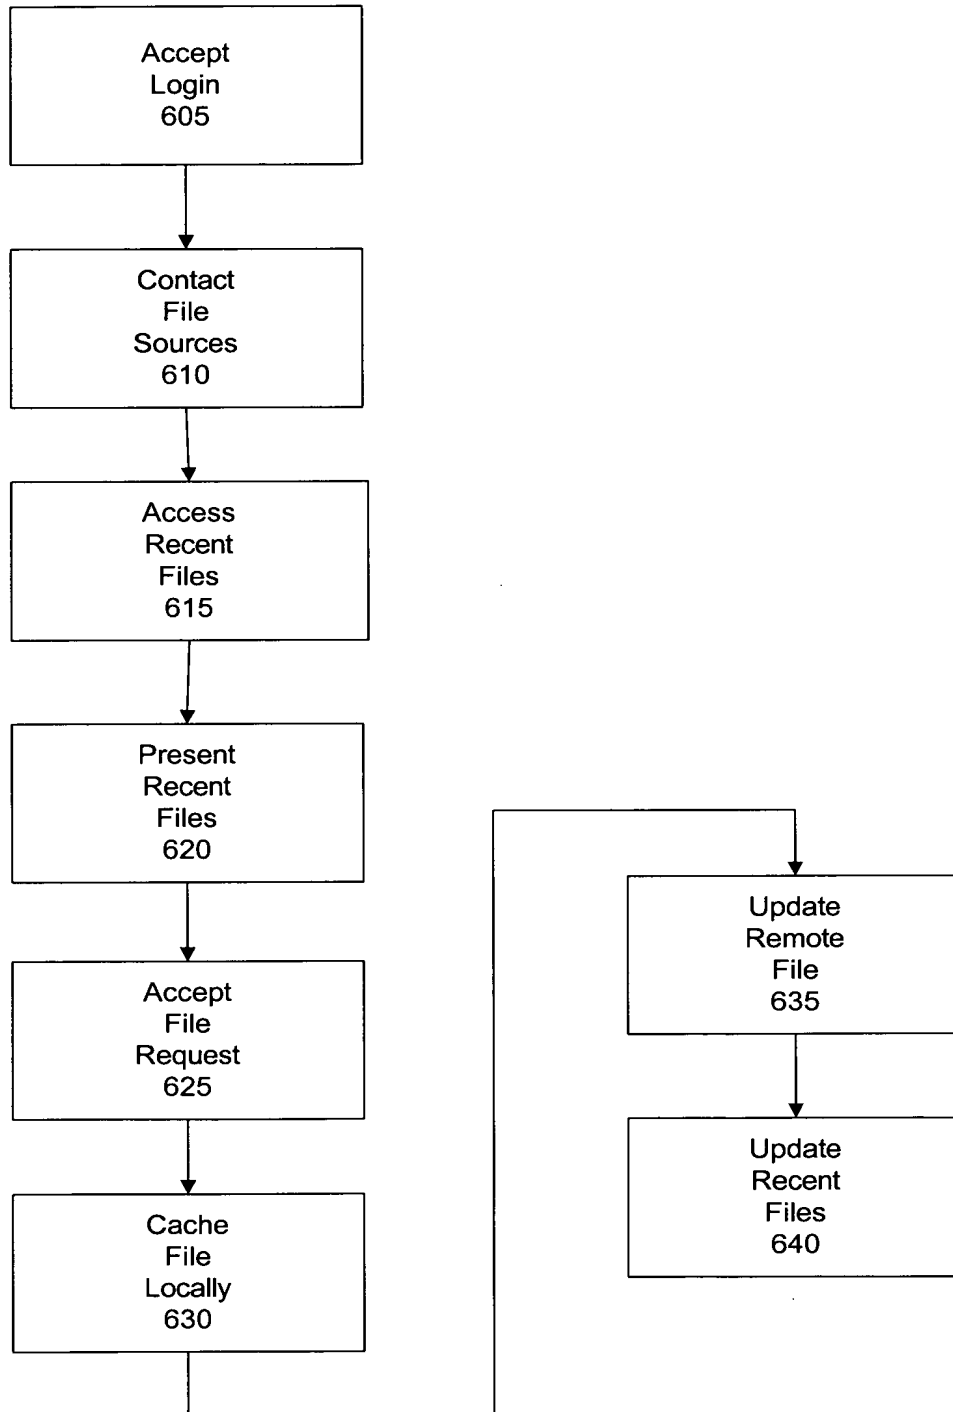 Accept
Login
605
Contact
File
Sources
610
Access
Recent
Files
615
Present
Recent
Files
620
Accept
File
Request
625
Cache
File
Locally
630
Update
Remote
File
635
Update
Recent
Files
640